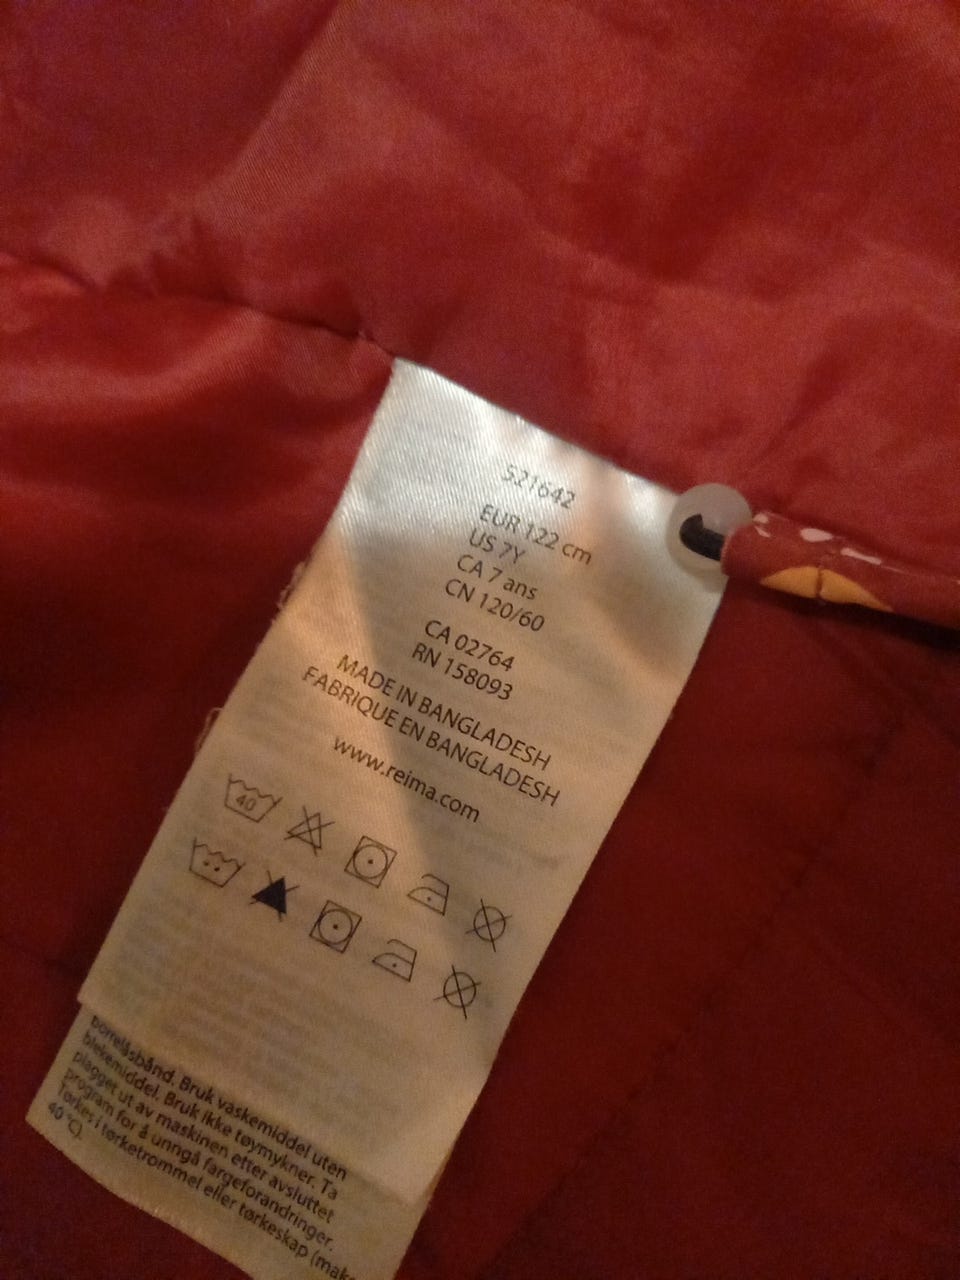 521642
EUR 122 cm
US 7Y
CA 7 ans
CN 120/60
CA 02764
RN 158093
MADE IN BANGLADESH
FABRIQUE EN BANGLADESH
www.reima.com
40
borrelåsbånd. Bruk vaskemiddel uten
blekemiddel. Bruk ikke tøymykner. Ta
plagget ut av maskinen etter avsluttet
program for å unngå fargeforandringer.
Tørkes i tørketrommel eller tørkeskap (maks
40 °C).